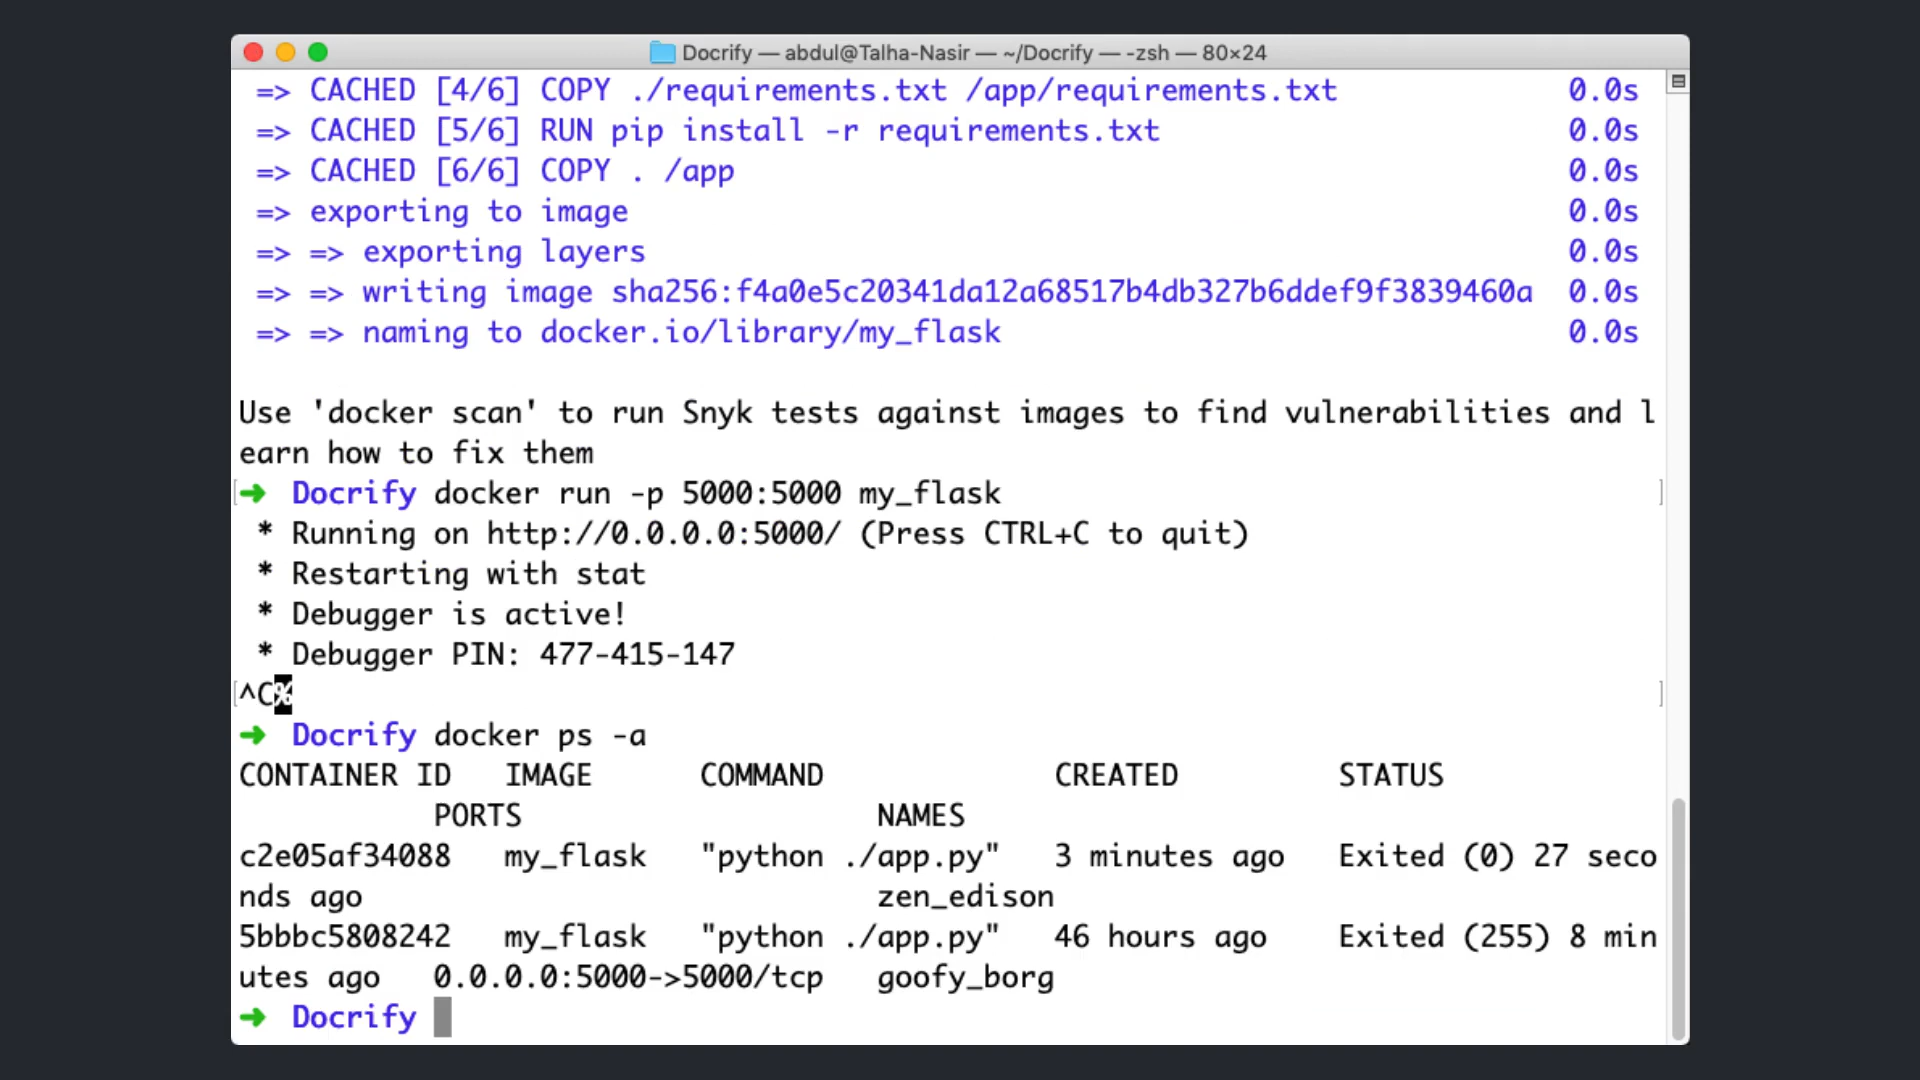 Docrify — abdul@Talha-Nasir — ~/Docrify — -zsh — 80×24
=> CACHED [4/6] COPY ./requirements.txt /app/requirements.txt 0.0s
=> CACHED [5/6] RUN pip install -r requirements.txt 0.0s
=> CACHED [6/6] COPY . /app 0.0s
=> exporting to image 0.0s
=> => exporting layers 0.0s
=> => writing image sha256:f4a0e5c20341da12a68517b4db327b6ddef9f3839460a 0.0s
=> => naming to docker.io/library/my_flask 0.0s
Use 'docker scan' to run Snyk tests against images to find vulnerabilities and l
earn how to fix them
➜ Docrify docker run -p 5000:5000 my_flask
* Running on http://0.0.0.0:5000/ (Press CTRL+C to quit)
* Restarting with stat
* Debugger is active!
* Debugger PIN: 477-415-147
^C%
➜ Docrify docker ps -a
CONTAINER ID IMAGE COMMAND CREATED STATUS
PORTS NAMES
c2e05af34088 my_flask "python ./app.py" 3 minutes ago Exited (0) 27 seco
nds ago zen_edison
5bbbc5808242 my_flask "python ./app.py" 46 hours ago Exited (255) 8 min
utes ago 0.0.0.0:5000->5000/tcp goofy_borg
➜ Docrify